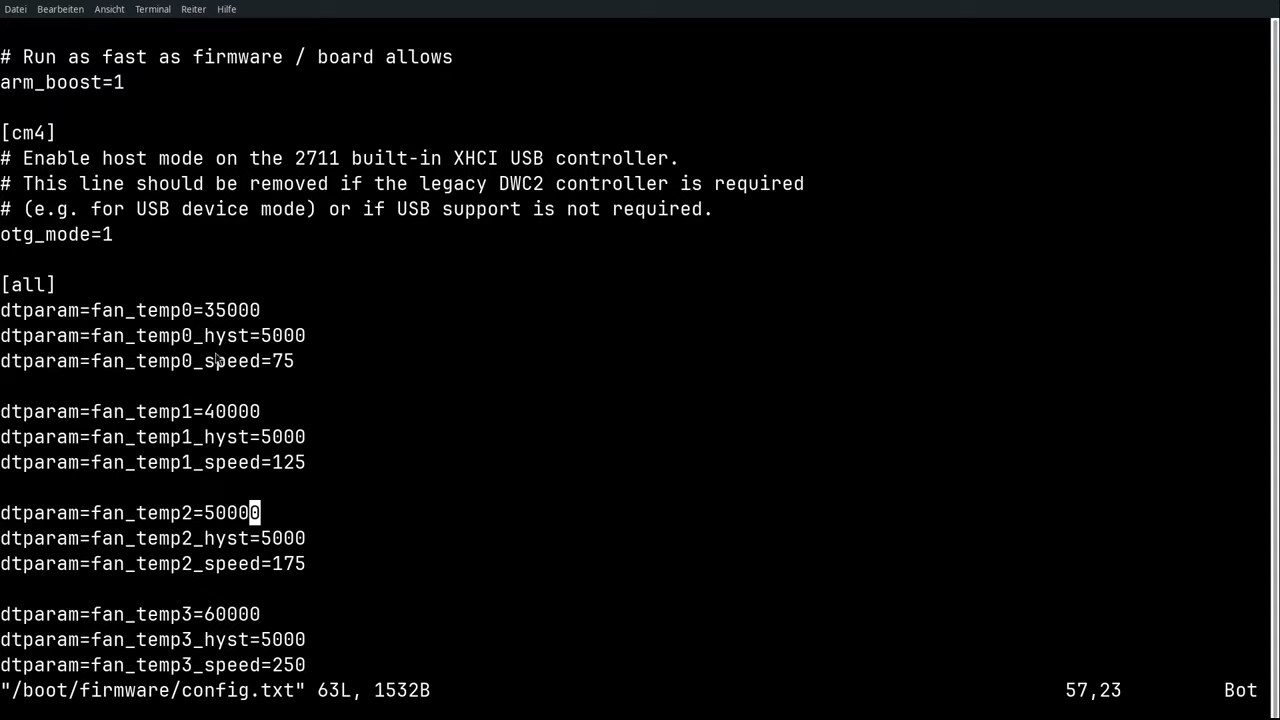 Datei Bearbeiten Ansicht Terminal Reiter Hilfe
# Run as fast as firmware / board allows
arm_boost=1
[cm4]
# Enable host mode on the 2711 built-in XHCI USB controller.
# This line should be removed if the legacy DWC2 controller is required
# (e.g. for USB device mode) or if USB support is not required.
otg_mode=1
[all]
dtparam=fan_temp0=35000
dtparam=fan_temp0_hyst=5000
dtparam=fan_temp0_speed=75
dtparam=fan_temp1=40000
dtparam=fan_temp1_hyst=5000
dtparam=fan_temp1_speed=125
dtparam=fan_temp2=50000
dtparam=fan_temp2_hyst=5000
dtparam=fan_temp2_speed=175
dtparam=fan_temp3=60000
dtparam=fan_temp3_hyst=5000
dtparam=fan_temp3_speed=250
"/boot/firmware/config.txt" 63L, 1532B 57,23 Bot